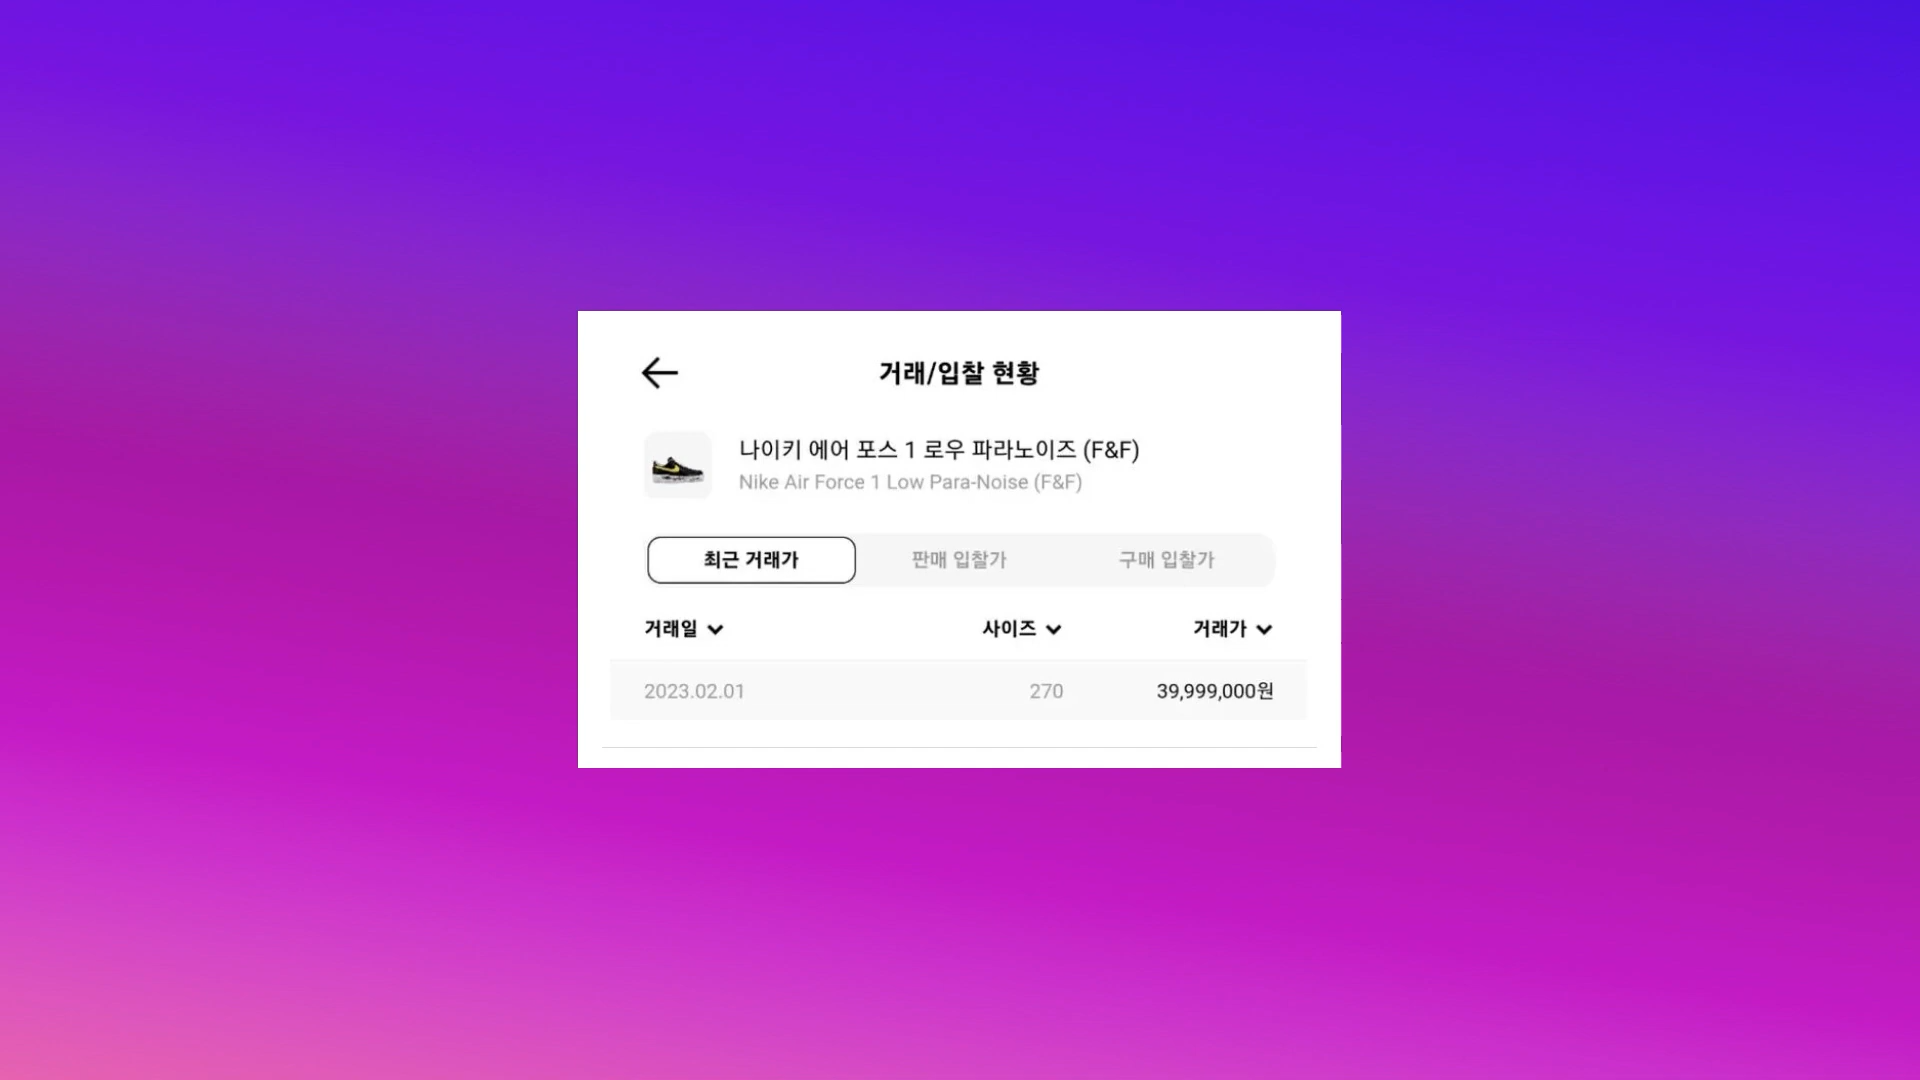 거래/입찰 현황
나이키 에어 포스 1 로우 파라노이즈 (F&F)
Nike Air Force 1 Low Para-Noise (F&F)
최근 거래가 판매 입찰가 구매 입찰가
거래일 사이즈 거래가
2023.02.01 270 39,999,000원